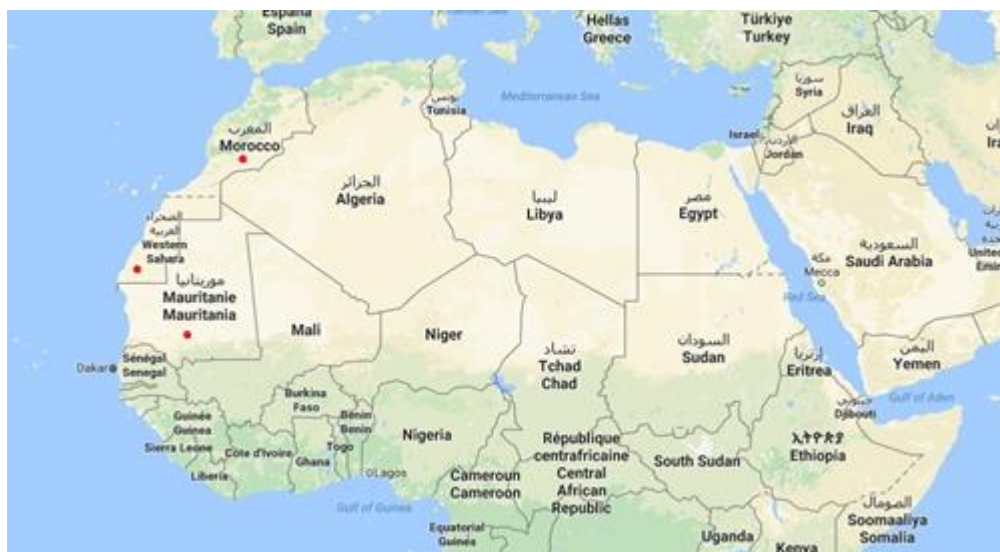 España
Spain
Hellas
Greece
Türkiye
Turkey
Mediterranean Sea
تونس
Tunisia
سوريا
Syria
العراق
Iraq
Israel
الأردن
Jordan
المغرب
Morocco
الجزائر
Algeria
ليبيا
Libya
مصر
Egypt
الصحراء
الغربية
Western
Sahara
السعودية
Saudi Arabia
مكة
Mecca
Red Sea
United
Emir
موريتانيا
Mauritanie
Mauritania
Mali
Niger
تشاد
Tchad
Chad
السودان
Sudan
إرتريا
Eritrea
اليمن
Yemen
Gulf of Aden
جيبوتي
Djibouti
Dakar
Sénégal
Senegal
Burkina
Faso
Guinée
Guinea
Bénin
Benin
Togo
Sierra Leone
Côte d'Ivoire
Ghana
Liberia
Nigeria
Lagos
Gulf of Guinea
Cameroun
Cameroon
République
centrafricaine
Central
African
Republic
South Sudan
ኢትዮጵያ
Ethiopia
الصومال
Soomaaliya
Somalia
Equatorial
Guinea
Uganda
Kenya